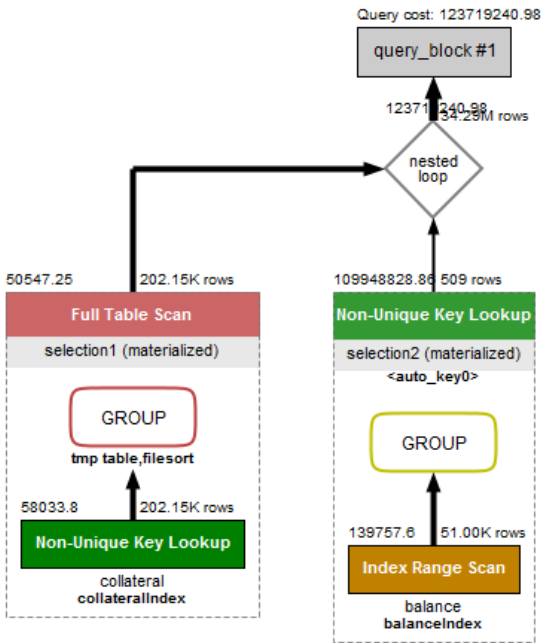 Query cost: 123719240.98
query_block #1
123719240.98
34.29M rows
nested
loop
50547.25 202.15K rows
109948828.86 509 rows
Full Table Scan
Non-Unique Key Lookup
selection1 (materialized)
selection2 (materialized)
<auto_key0>
GROUP
tmp table,filesort
GROUP
58033.8 202.15K rows
139757.6 51.00K rows
Non-Unique Key Lookup
Index Range Scan
collateral
collateralIndex
balance
balanceIndex